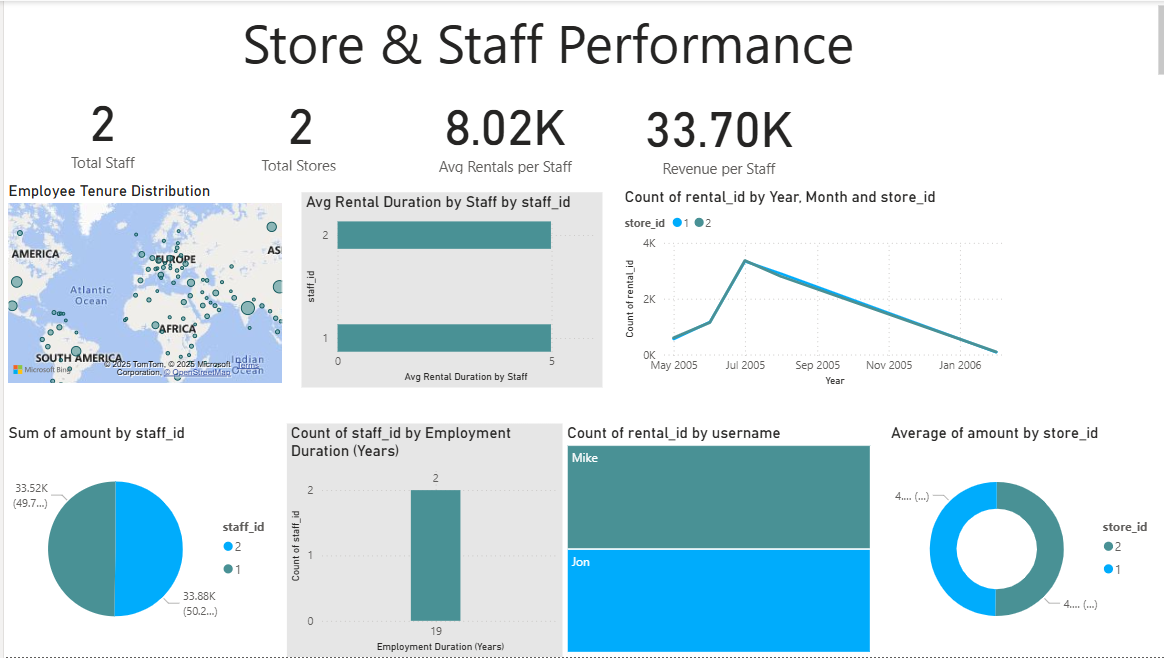 Store & Staff Performance
2
Total Staff
2
Total Stores
8.02K
Avg Rentals per Staff
33.70K
Revenue per Staff
Employee Tenure Distribution
AMERICA
EUROPE
AS
Atlantic
Ocean
AFRICA
SOUTH AMERICA
Indian
Ocean
Microsoft Bing
© 2025 TomTom, © 2025 Microsoft
Corporation, © OpenStreetMap
Terms
Avg Rental Duration by Staff by staff_id
staff_id
2
1
0
5
Avg Rental Duration by Staff
Count of rental_id by Year, Month and store_id
store_id
1
2
Count of rental_id
4K
2K
0K
May 2005
Jul 2005
Sep 2005
Nov 2005
Jan 2006
Year
Sum of amount by staff_id
33.52K
(49.7...)
33.88K
(50.2...)
staff_id
2
1
Count of staff_id by Employment
Duration (Years)
Count of staff_id
2
2
1
0
19
Employment Duration (Years)
Count of rental_id by username
Mike
Jon
Average of amount by store_id
4.... (...)
4.... (...)
store_id
2
1